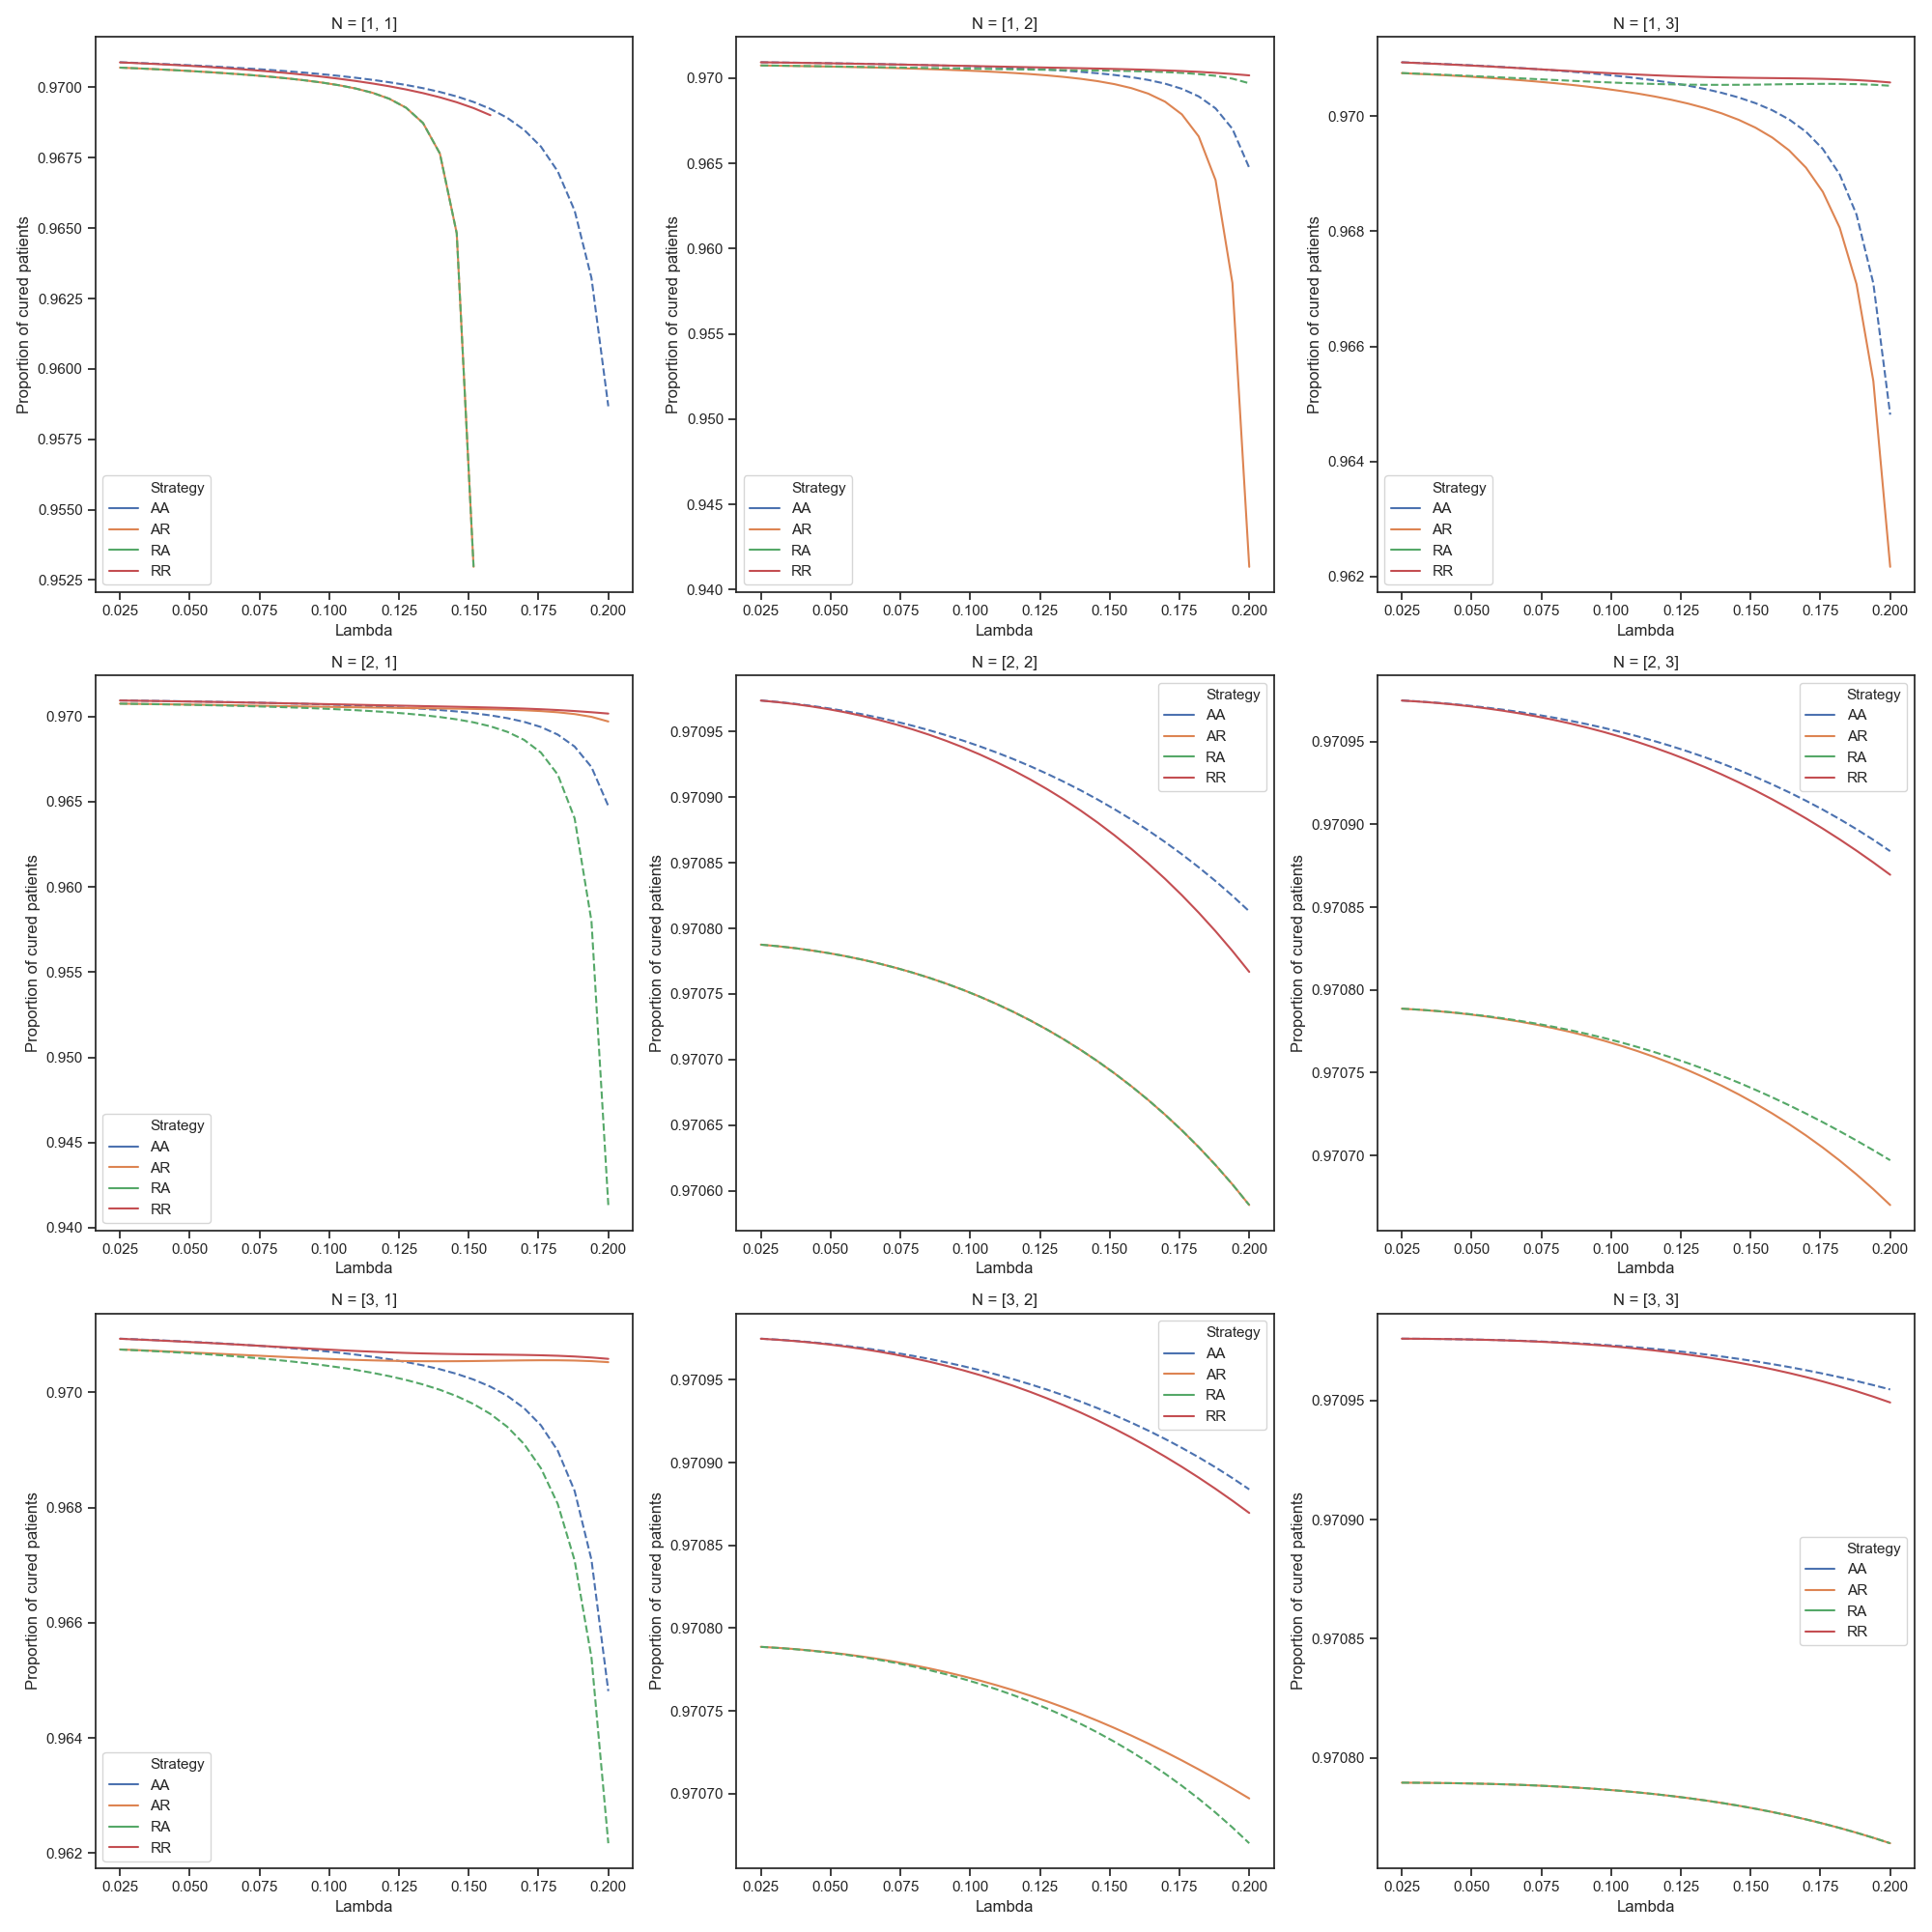 N = [1, 1]
Proportion of cured patients
0.9700
0.9675
0.9650
0.9625
0.9600
0.9575
0.9550
0.9525
Strategy
AA
AR
RA
RR
0.025 0.050 0.075 0.100 0.125 0.150 0.175 0.200
Lambda
N = [1, 2]
Proportion of cured patients
0.970
0.965
0.960
0.955
0.950
0.945
0.940
Strategy
AA
AR
RA
RR
0.025 0.050 0.075 0.100 0.125 0.150 0.175 0.200
Lambda
N = [1, 3]
Proportion of cured patients
0.970
0.968
0.966
0.964
0.962
Strategy
AA
AR
RA
RR
0.025 0.050 0.075 0.100 0.125 0.150 0.175 0.200
Lambda
N = [2, 1]
Proportion of cured patients
0.970
0.965
0.960
0.955
0.950
0.945
0.940
Strategy
AA
AR
RA
RR
0.025 0.050 0.075 0.100 0.125 0.150 0.175 0.200
Lambda
N = [2, 2]
Proportion of cured patients
0.97095
0.97090
0.97085
0.97080
0.97075
0.97070
0.97065
0.97060
Strategy
AA
AR
RA
RR
0.025 0.050 0.075 0.100 0.125 0.150 0.175 0.200
Lambda
N = [2, 3]
Proportion of cured patients
0.97095
0.97090
0.97085
0.97080
0.97075
0.97070
Strategy
AA
AR
RA
RR
0.025 0.050 0.075 0.100 0.125 0.150 0.175 0.200
Lambda
N = [3, 1]
Proportion of cured patients
0.970
0.968
0.966
0.964
0.962
Strategy
AA
AR
RA
RR
0.025 0.050 0.075 0.100 0.125 0.150 0.175 0.200
Lambda
N = [3, 2]
Proportion of cured patients
0.97095
0.97090
0.97085
0.97080
0.97075
0.97070
Strategy
AA
AR
RA
RR
0.025 0.050 0.075 0.100 0.125 0.150 0.175 0.200
Lambda
N = [3, 3]
Proportion of cured patients
0.97095
0.97090
0.97085
0.97080
Strategy
AA
AR
RA
RR
0.025 0.050 0.075 0.100 0.125 0.150 0.175 0.200
Lambda